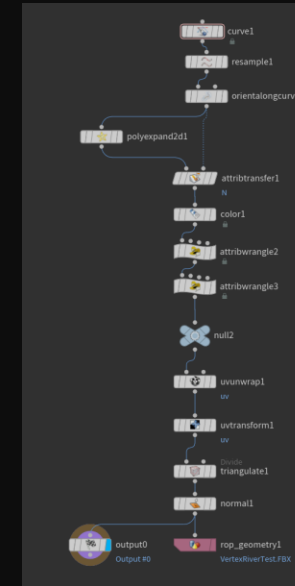 curve1
resample1
orientalongcurv
polyexpand2d1
attribtransfer1
N
color1
attribwrangle2
attribwrangle3
null2
uvunwrap1
uv
uvtransform1
uv
Divide
triangulate1
normal1
output0
Output #0
rop_geometry1
VertexRiverTest.FBX